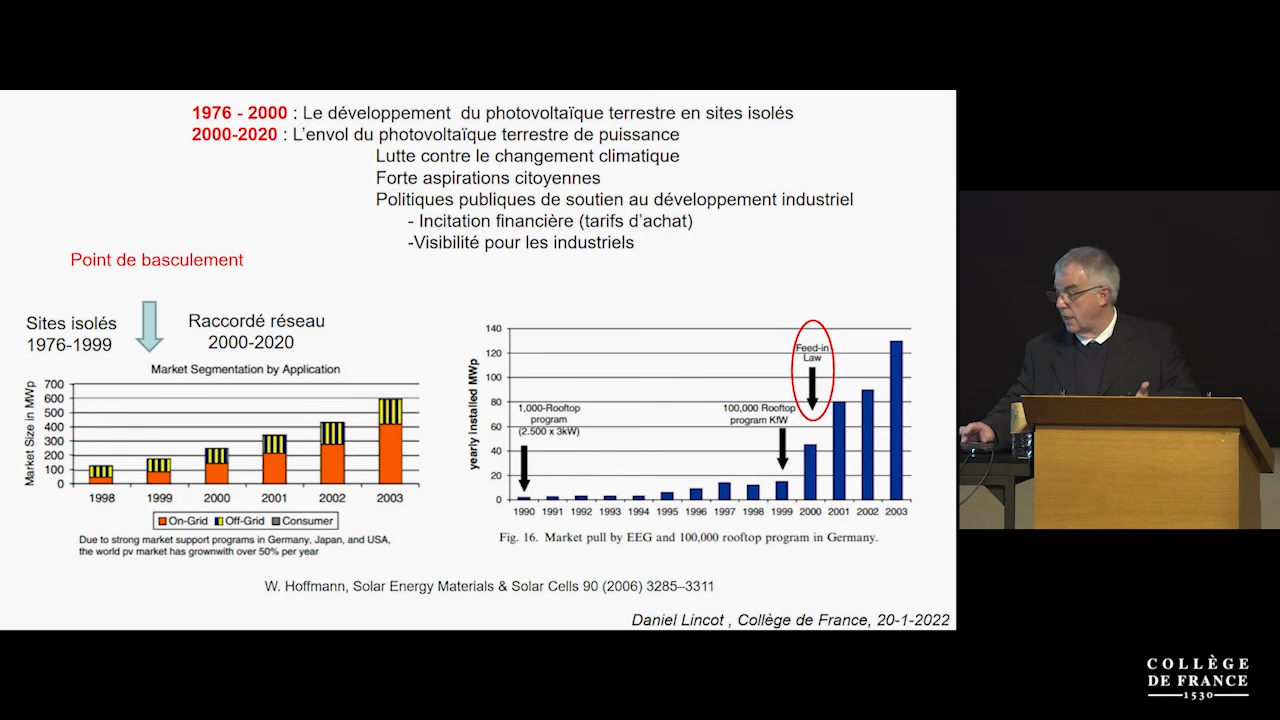 1976 - 2000 : Le développement du photovoltaïque terrestre en sites isolés
2000-2020 : L'envol du photovoltaïque terrestre de puissance
Lutte contre le changement climatique
Forte aspirations citoyennes
Politiques publiques de soutien au développement industriel
- Incitation financière (tarifs d'achat)
-Visibilité pour les industriels
Point de basculement
Sites isolés
1976-1999
Raccordé réseau
2000-2020
Market Segmentation by Application
Market Size in MWp
700
600
500
400
300
200
100
0
1998 1999 2000 2001 2002 2003
On-Grid Off-Grid Consumer
Due to strong market support programs in Germany, Japan, and USA,
the world pv market has grownwith over 50% per year
yearly installed MWp
140
120
100
80
60
40
20
0
1,000-Rooftop
program
(2.500 x 3kW)
100,000 Rooftop
program KfW
Feed-in
Law
1990 1991 1992 1993 1994 1995 1996 1997 1998 1999 2000 2001 2002 2003
Fig. 16. Market pull by EEG and 100,000 rooftop program in Germany.
W. Hoffmann, Solar Energy Materials & Solar Cells 90 (2006) 3285–3311
Daniel Lincot , Collège de France, 20-1-2022
COLLÈGE
DE FRANCE
1530